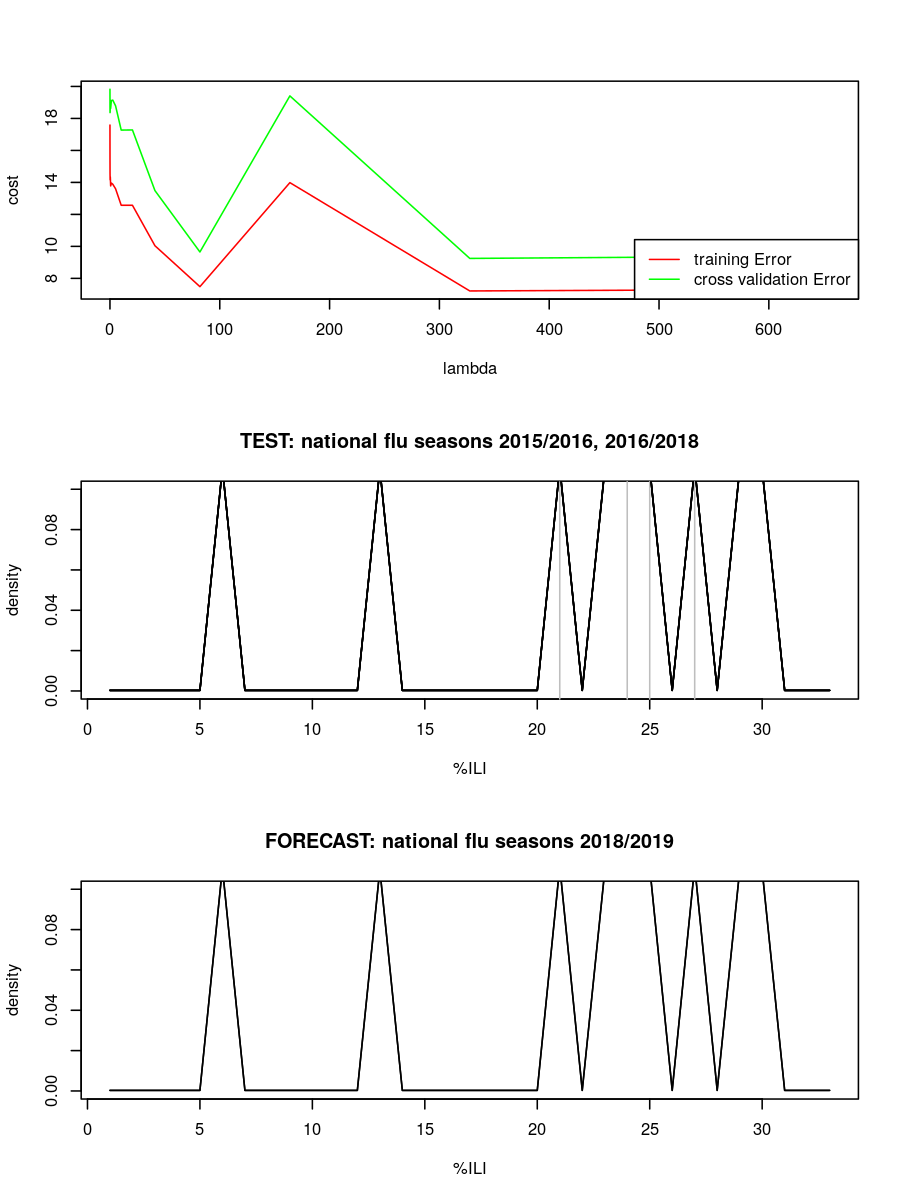 18
14
10
8
cost
training Error
cross validation Error
0 100 200 300 400 500 600
lambda
TEST: national flu seasons 2015/2016, 2016/2018
0.08
0.04
0.00
density
0 5 10 15 20 25 30
%ILI
FORECAST: national flu seasons 2018/2019
0.08
0.04
0.00
density
0 5 10 15 20 25 30
%ILI